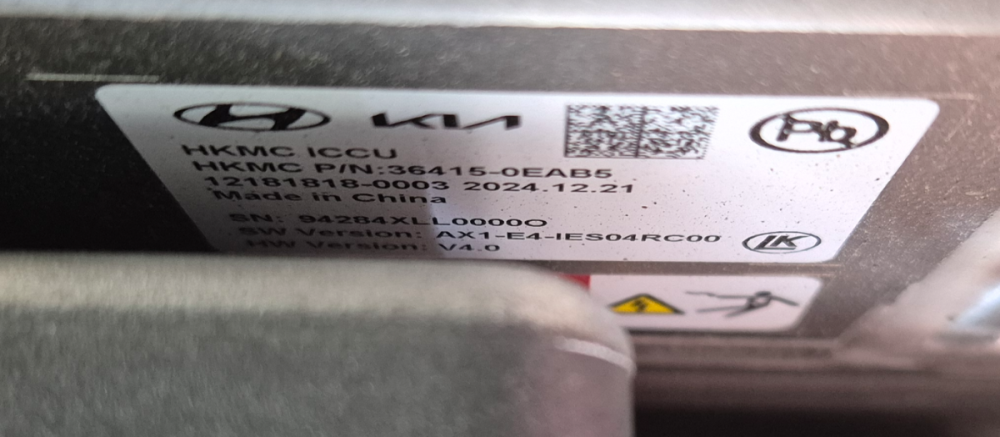 KIA
Pb
HKMC ICCU
HKMC P/N:36415-0EAB5
12181818-0003 2024.12.21
Made in China
SN: 94284XLL0000O
SW Version: AX1-E4-IES04RC00
HW Version: V4.0
LK